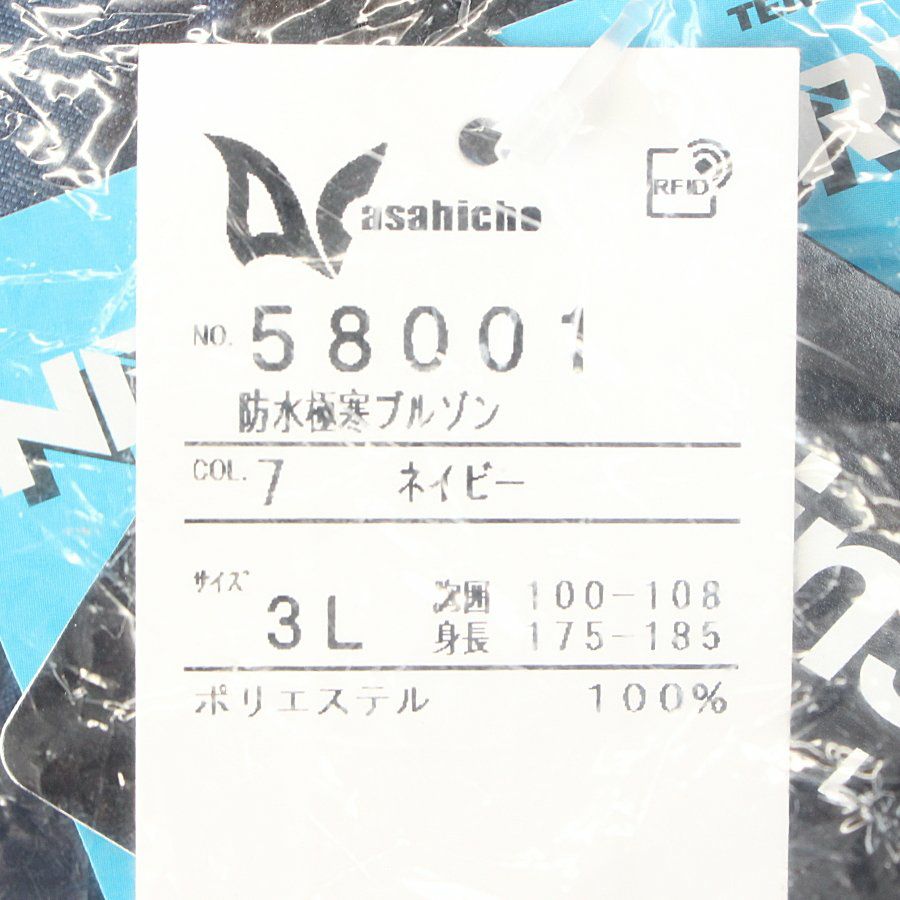 asahicho
RFID
NO. 58001
防水極寒ブルゾン
COL. 7 ネイビー
サイズ 3L
胸囲 100-108
身長 175-185
ポリエステル 100%